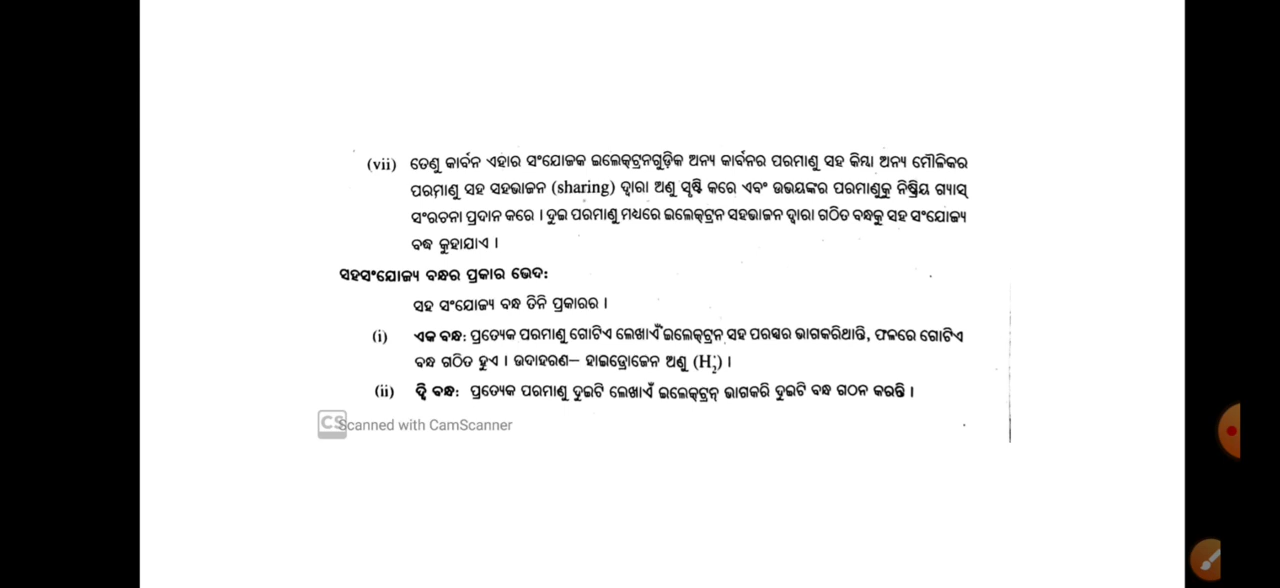 (vii) ତେଣୁ କାର୍ବନ ଏହାର ସଂଯୋଜକ ଇଲେକ୍ଟ୍ରନଗୁଡ଼ିକ ଅନ୍ୟ କାର୍ବନର ପରମାଣୁ ସହ କିମ୍ବା ଅନ୍ୟ ମୌଳିକର
ପରମାଣୁ ସହ ସହଭାଜନ (sharing) ଦ୍ୱାରା ଅଣୁ ସୃଷ୍ଟି କରେ ଏବଂ ଉଭୟଙ୍କର ପରମାଣୁକୁ ନିଷ୍କ୍ରିୟ ଗ୍ୟାସ୍
ସଂରଚନା ପ୍ରଦାନ କରେ । ଦୁଇ ପରମାଣୁ ମଧ୍ୟରେ ଇଲେକ୍ଟ୍ରନ ସହଭାଜନ ଦ୍ୱାରା ଗଠିତ ବନ୍ଧକୁ ସହ ସଂଯୋଜ୍ୟ
ବନ୍ଧ କୁହାଯାଏ ।
ସହସଂଯୋଜ୍ୟ ବନ୍ଧର ପ୍ରକାର ଭେଦ:
ସହ ସଂଯୋଜ୍ୟ ବନ୍ଧ ତିନି ପ୍ରକାରର ।
(i) ଏକ ବନ୍ଧ: ପ୍ରତ୍ୟେକ ପରମାଣୁ ଗୋଟିଏ ଲେଖାଏଁ ଇଲେକ୍ଟ୍ରନ ସହ ପରସ୍ପର ଭାଗକରିଥାନ୍ତି, ଫଳରେ ଗୋଟିଏ
ବନ୍ଧ ଗଠିତ ହୁଏ । ଉଦାହରଣ– ହାଇଡ୍ରୋଜେନ ଅଣୁ (H₂) ।
(ii) ଦ୍ୱି ବନ୍ଧ: ପ୍ରତ୍ୟେକ ପରମାଣୁ ଦୁଇଟି ଲେଖାଏଁ ଇଲେକ୍ଟ୍ରନ୍ ଭାଗକରି ଦୁଇଟି ବନ୍ଧ ଗଠନ କରନ୍ତି ।
CS Scanned with CamScanner